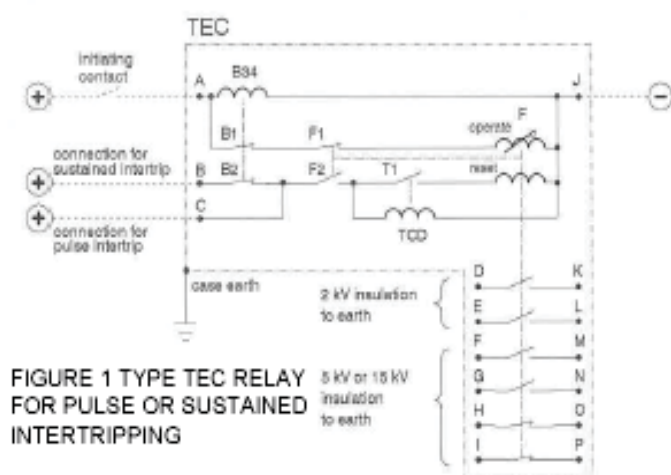 TEC
initiating
contact
A
B34
J
B1
F1
operate
F
connection for
sustained intertrip
B
B2
F2
T1
reset
C
connection for
pulse intertrip
TCD
case earth
2 kV insulation
to earth
D
K
E
L
F
M
G
N
H
O
I
P
5 kV or 15 kV
insulation
to earth
FIGURE 1 TYPE TEC RELAY
FOR PULSE OR SUSTAINED
INTERTRIPPING